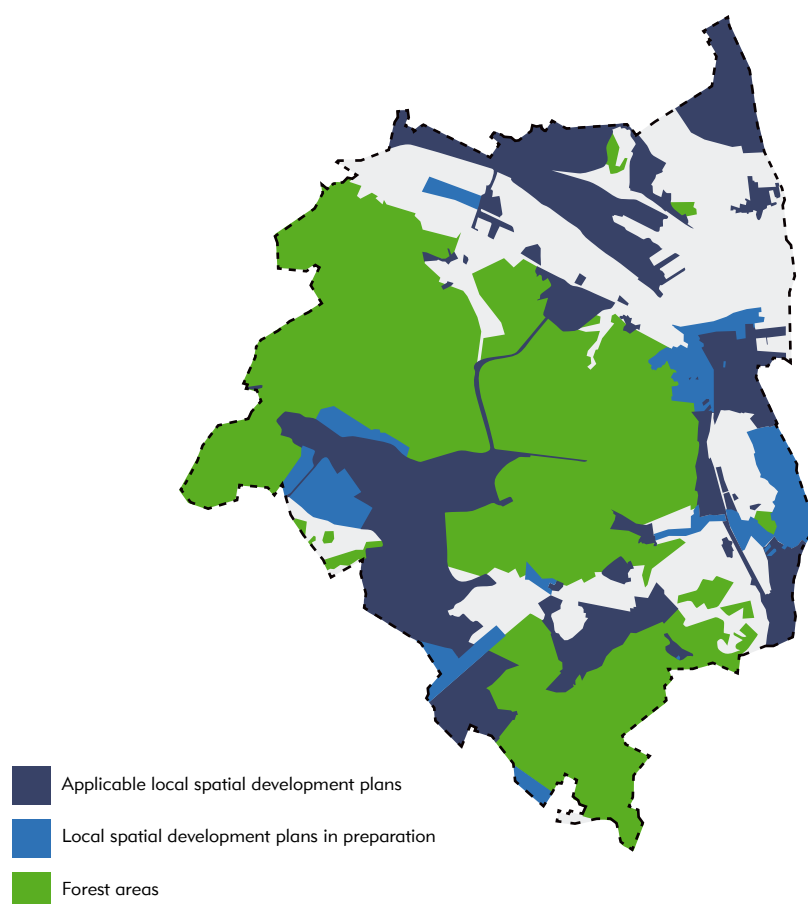 Applicable local spatial development plans
Local spatial development plans in preparation
Forest areas